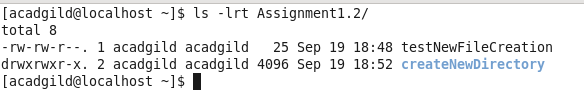 [acadgild@localhost ~]$ ls -lrt Assignment1.2/
total 8
-rw-rw-r--. 1 acadgild acadgild   25 Sep 19 18:48 testNewFileCreation
drwxrwxr-x. 2 acadgild acadgild 4096 Sep 19 18:52 createNewDirectory
[acadgild@localhost ~]$